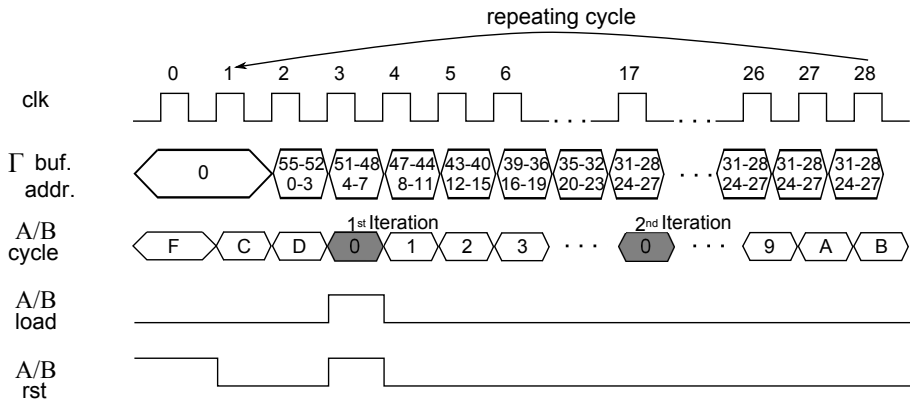 repeating cycle
0 1 2 3 4 5 6 17 26 27 28
clk
Γ buf. addr.
0
55-52 51-48 47-44 43-40 39-36 35-32 31-28 31-28 31-28 31-28
0-3 4-7 8-11 12-15 16-19 20-23 24-27 24-27 24-27 24-27
1st Iteration 2nd Iteration
A/B cycle
F C D 0 1 2 3 0 9 A B
A/B
load
A/B
rst